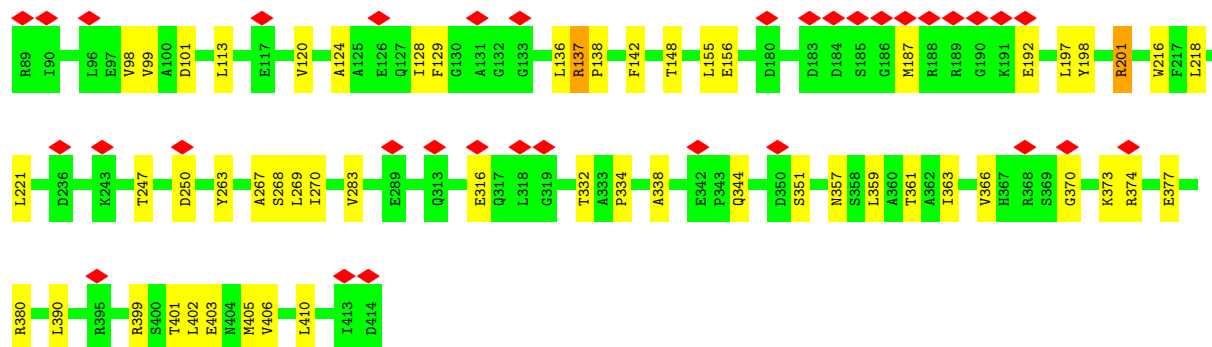 R89 I90 L96 E97 V98 V99 A100 D101 L113 E117 V120 A124 A125 E126 Q127 I128 F129 G130 A131 G132 G133 L136 R137 P138 F142 T148 L155 E156 D180 D183 D184 S185 G186 M187 R188 R189 G190 K191 E192 L197 Y198 R201 W216 F217 L218
L221 D236 K243 T247 D250 Y263 A267 S268 L269 I270 V283 E289 Q313 E316 Q317 L318 G319 T332 A333 P334 A338 E342 P343 Q344 D350 S351 N357 S358 L359 A360 T361 A362 I363 V366 H367 R368 S369 G370 K373 R374 E377
R380 L390 R395 R399 S400 T401 L402 E403 N404 M405 V406 L410 I413 D414